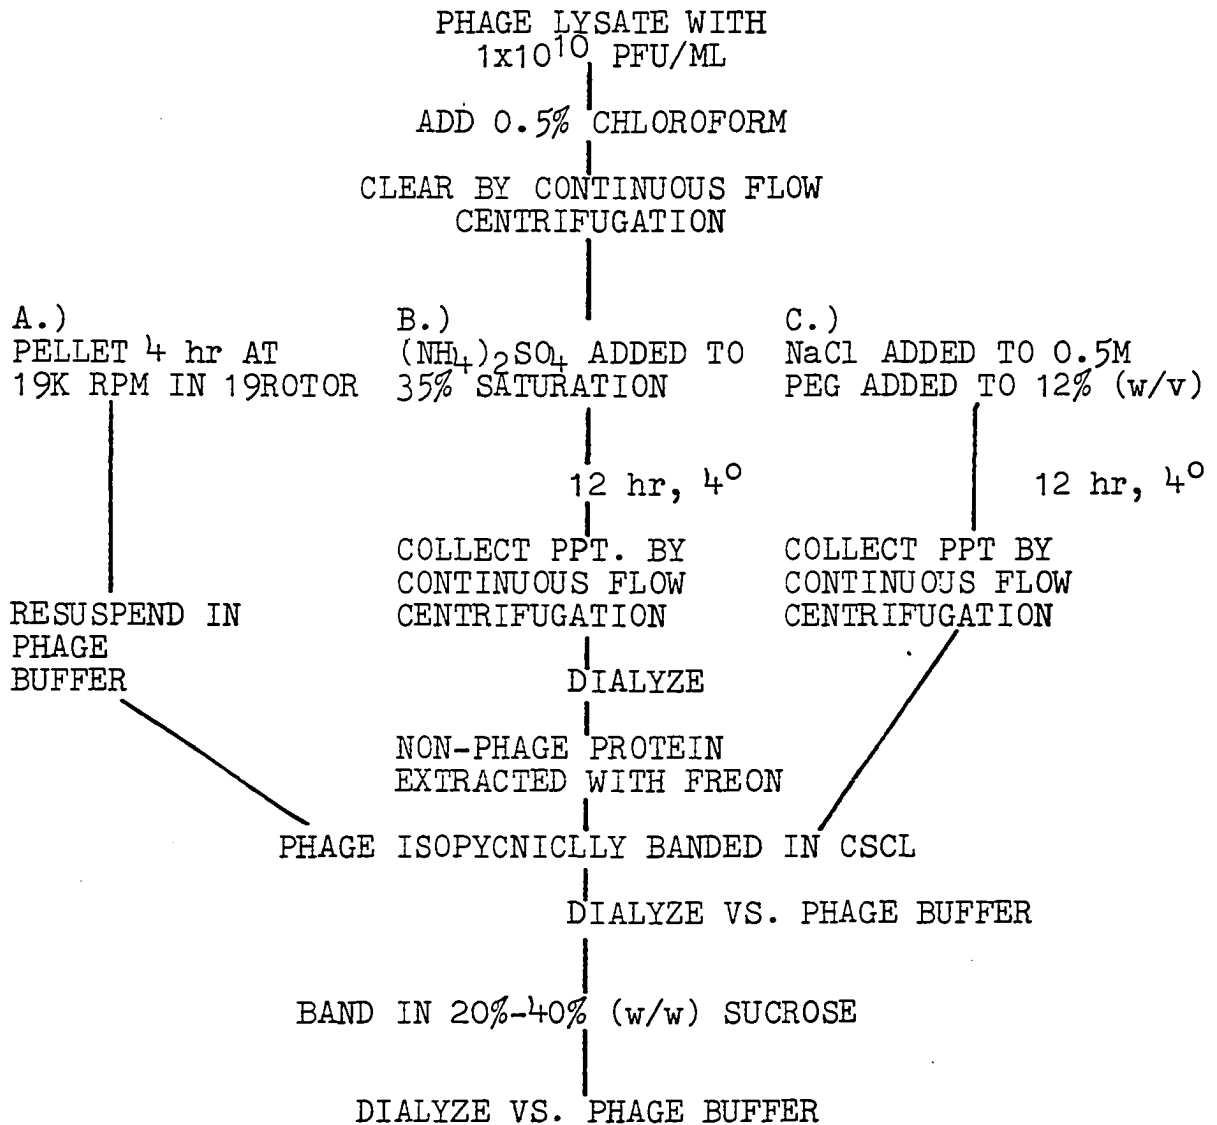 PHAGE LYSATE WITH
1x10¹⁰ PFU/ML
ADD 0.5% CHLOROFORM
CLEAR BY CONTINUOUS FLOW
CENTRIFUGATION
A.)
PELLET 4 hr AT
19K RPM IN 19ROTOR
B.)
(NH₄)₂SO₄ ADDED TO
35% SATURATION
C.)
NaCl ADDED TO 0.5M
PEG ADDED TO 12% (w/v)
12 hr, 4°
12 hr, 4°
RESUSPEND IN
PHAGE
BUFFER
COLLECT PPT. BY
CONTINUOUS FLOW
CENTRIFUGATION
COLLECT PPT BY
CONTINUOUS FLOW
CENTRIFUGATION
DIALYZE
NON-PHAGE PROTEIN
EXTRACTED WITH FREON
PHAGE ISOPYCNICLLY BANDED IN CSCL
DIALYZE VS. PHAGE BUFFER
BAND IN 20%-40% (w/w) SUCROSE
DIALYZE VS. PHAGE BUFFER